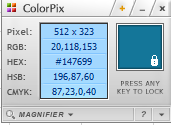 ColorPix
Pixel: 512 x 323
RGB: 20,118,153
HEX: #147699
HSB: 196,87,60
CMYK: 87,23,0,40
PRESS ANY
KEY TO LOCK
MAGNIFIER
?